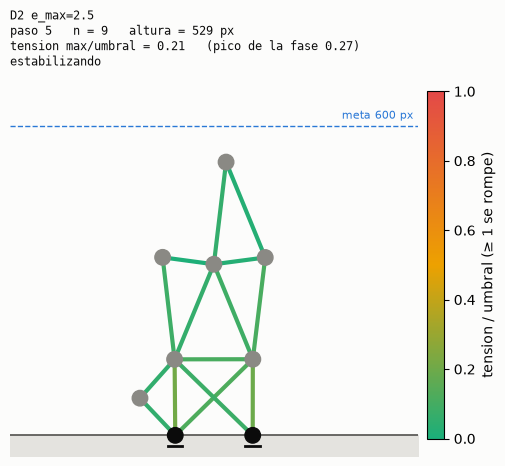 D2 e_max=2.5
paso 5   n = 9   altura = 529 px
tension max/umbral = 0.21   (pico de la fase 0.27)
estabilizando
meta 600 px
1.0
0.8
0.6
0.4
0.2
0.0
tension / umbral (≥ 1 se rompe)